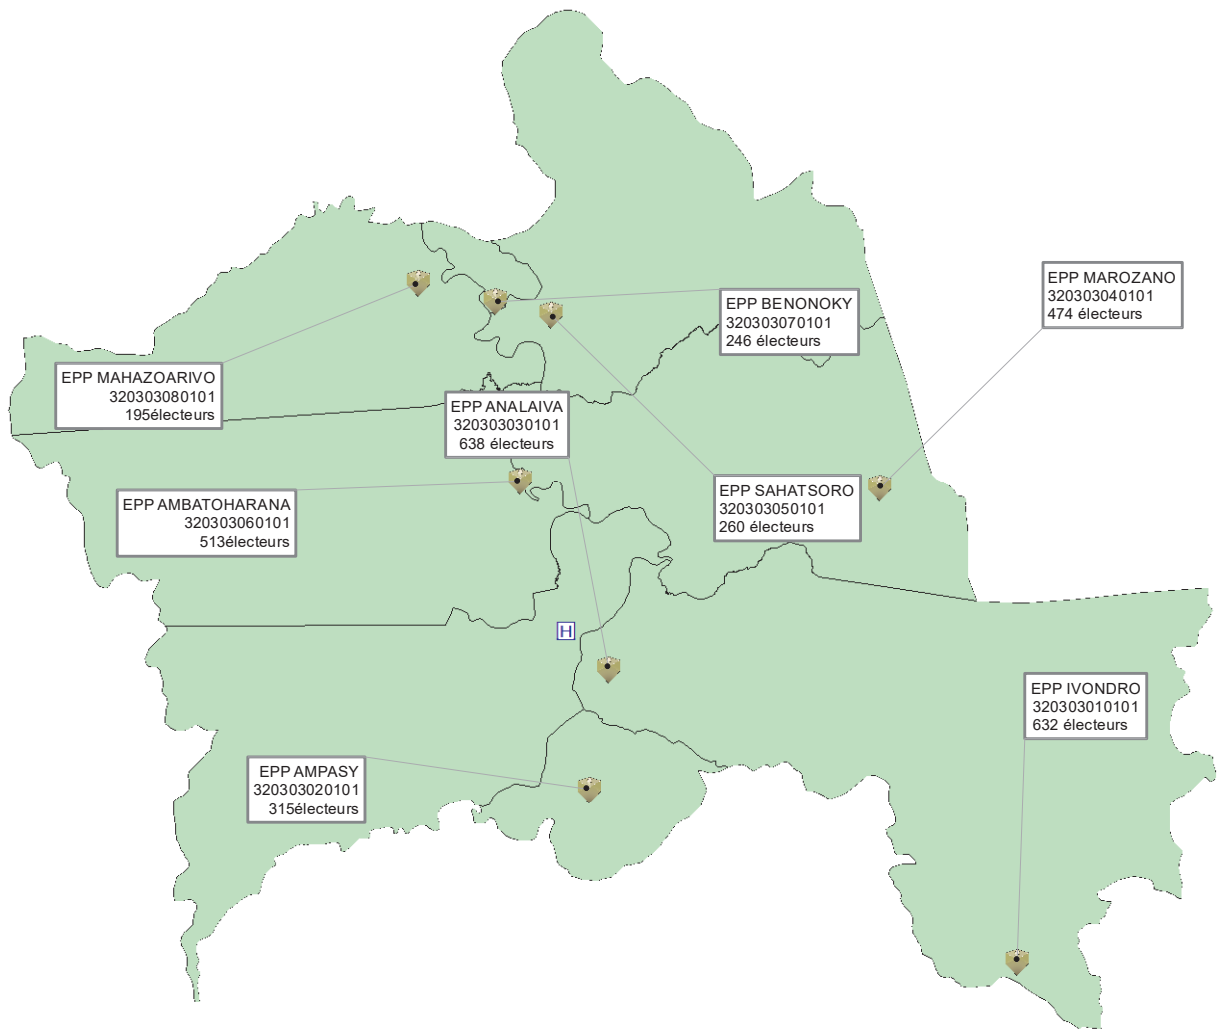 EPP MAROZANO
320303040101
474 électeurs
EPP BENONOKY
320303070101
246 électeurs
EPP MAHAZOARIVO
320303080101
195électeurs
EPP ANALAIVA
320303030101
638 électeurs
EPP SAHATSORO
320303050101
260 électeurs
EPP AMBATOHARANA
320303060101
513électeurs
H
EPP IVONDRO
320303010101
632 électeurs
EPP AMPASY
320303020101
315électeurs